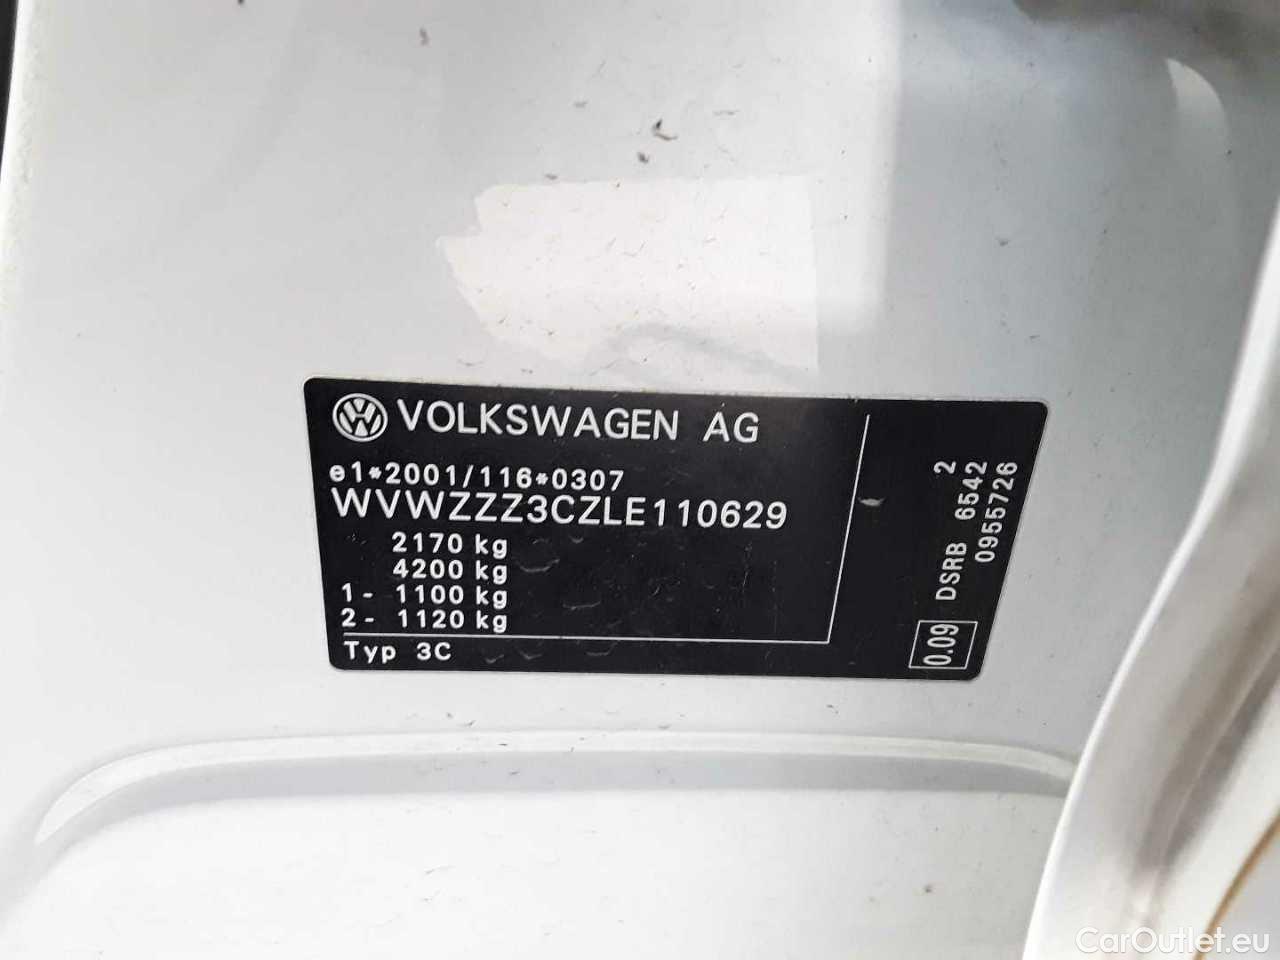 VOLKSWAGEN AG
e1*2001/116*0307
WVWZZZ3CZLE110629
2170 kg
4200 kg
1 - 1100 kg
2 - 1120 kg
Typ 3C
0.09 DSRB 6542 2
0955726
CarOutlet.eu